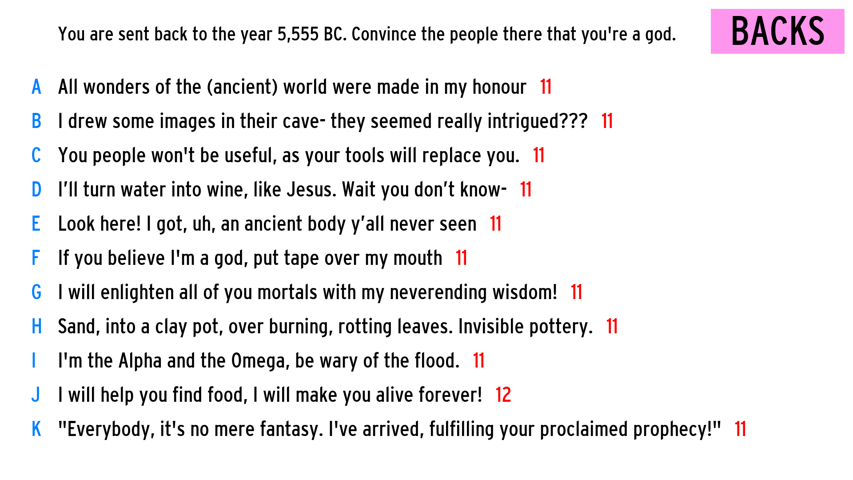 You are sent back to the year 5,555 BC. Convince the people there that you're a god.
BACKS
A All wonders of the (ancient) world were made in my honour 11
B I drew some images in their cave- they seemed really intrigued??? 11
C You people won't be useful, as your tools will replace you. 11
D I’ll turn water into wine, like Jesus. Wait you don’t know- 11
E Look here! I got, uh, an ancient body y’all never seen 11
F If you believe I'm a god, put tape over my mouth 11
G I will enlighten all of you mortals with my neverending wisdom! 11
H Sand, into a clay pot, over burning, rotting leaves. Invisible pottery. 11
I I'm the Alpha and the Omega, be wary of the flood. 11
J I will help you find food, I will make you alive forever! 12
K "Everybody, it's no mere fantasy. I've arrived, fulfilling your proclaimed prophecy!" 11